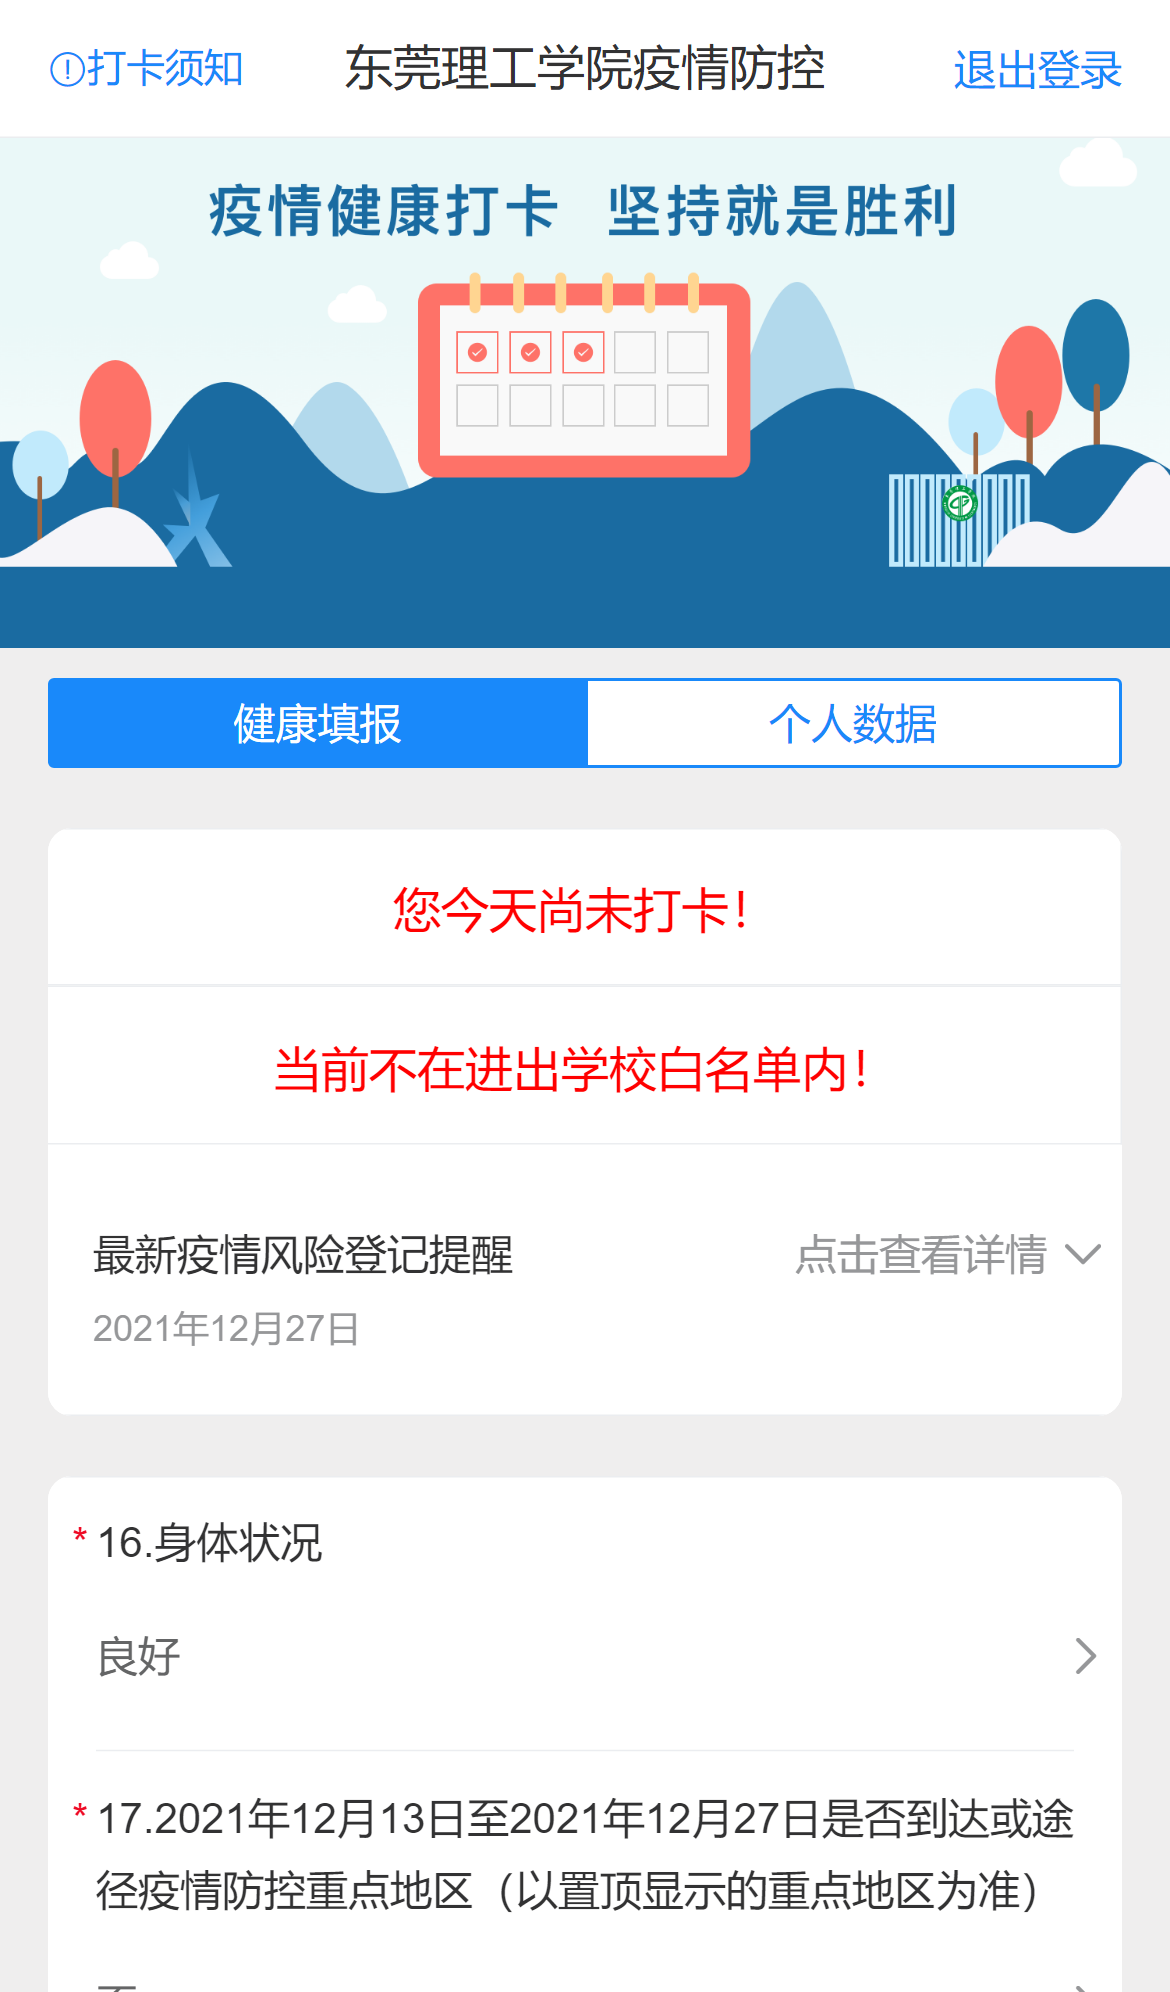 打卡须知
东莞理工学院疫情防控
退出登录
疫情健康打卡 坚持就是胜利
健康填报
个人数据
您今天尚未打卡！
当前不在进出学校白名单内！
最新疫情风险登记提醒
点击查看详情
2021年12月27日
* 16.身体状况
良好
* 17.2021年12月13日至2021年12月27日是否到达或途
径疫情防控重点地区（以置顶显示的重点地区为准）